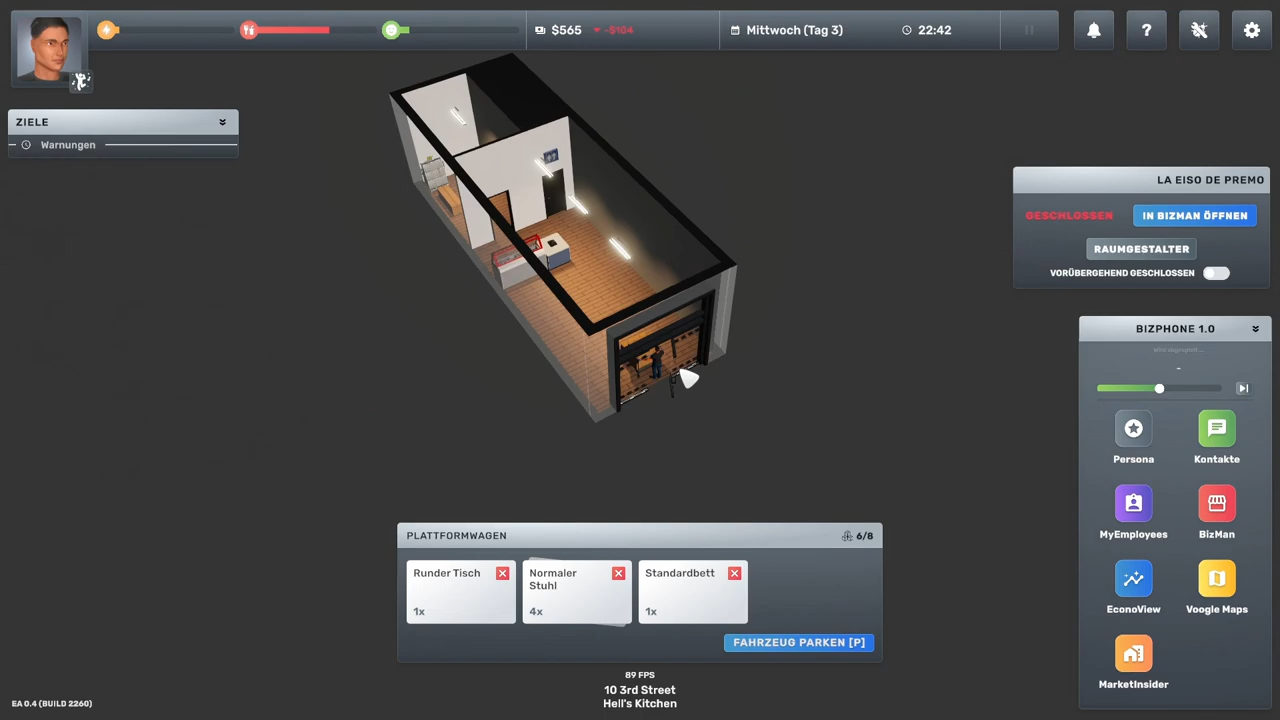 $565
-$104
Mittwoch (Tag 3)
22:42
?
ZIELE
Warnungen
LA EISO DE PREMO
GESCHLOSSEN
IN BIZMAN ÖFFNEN
RAUMGESTALTER
VORÜBERGEHEND GESCHLOSSEN
BIZPHONE 1.0
-
Persona
Kontakte
MyEmployees
BizMan
EconoView
Voogle Maps
MarketInsider
PLATTFORMWAGEN
6/8
Runder Tisch
1x
Normaler
Stuhl
4x
Standardbett
1x
FAHRZEUG PARKEN [P]
89 FPS
10 3rd Street
Hell's Kitchen
EA 0.4 (BUILD 2260)